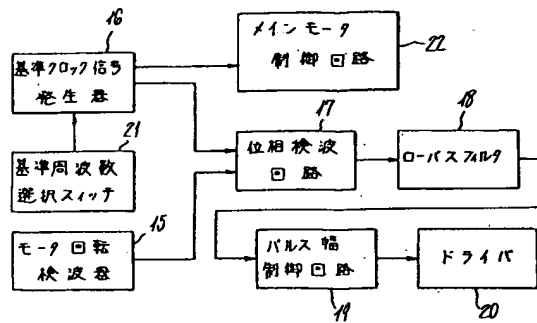 16
基準クロック信号
発生器
メインモータ
制御回路
22
21
基準周波数
選択スイッチ
17
位相検波
回路
18
ローパスフィルタ
15
モータ回転
検波器
パルス幅
制御回路
19
ドライバ
20